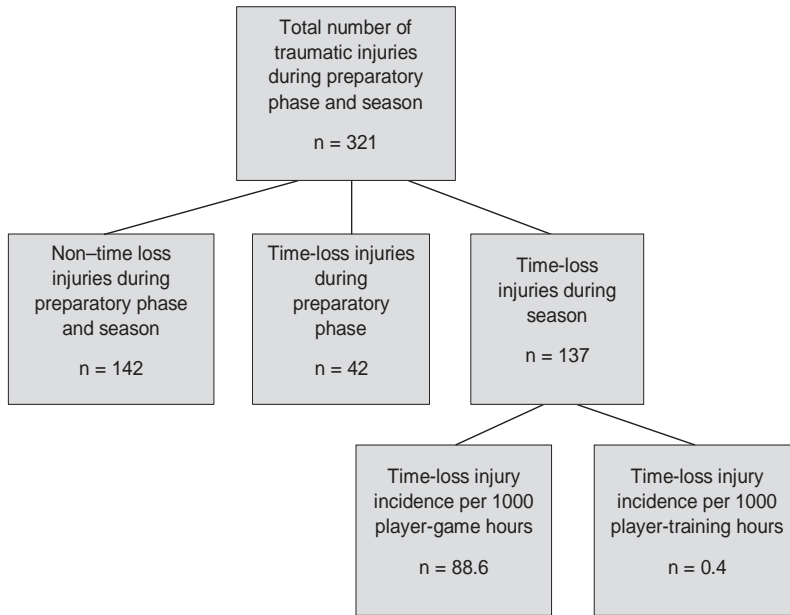 Total number of
traumatic injuries
during preparatory
phase and season
n = 321
Non–time loss
injuries during
preparatory phase
and season
n = 142
Time-loss injuries
during
preparatory
phase
n = 42
Time-loss
injuries during
season
n = 137
Time-loss injury
incidence per 1000
player-game hours
n = 88.6
Time-loss injury
incidence per 1000
player-training hours
n = 0.4